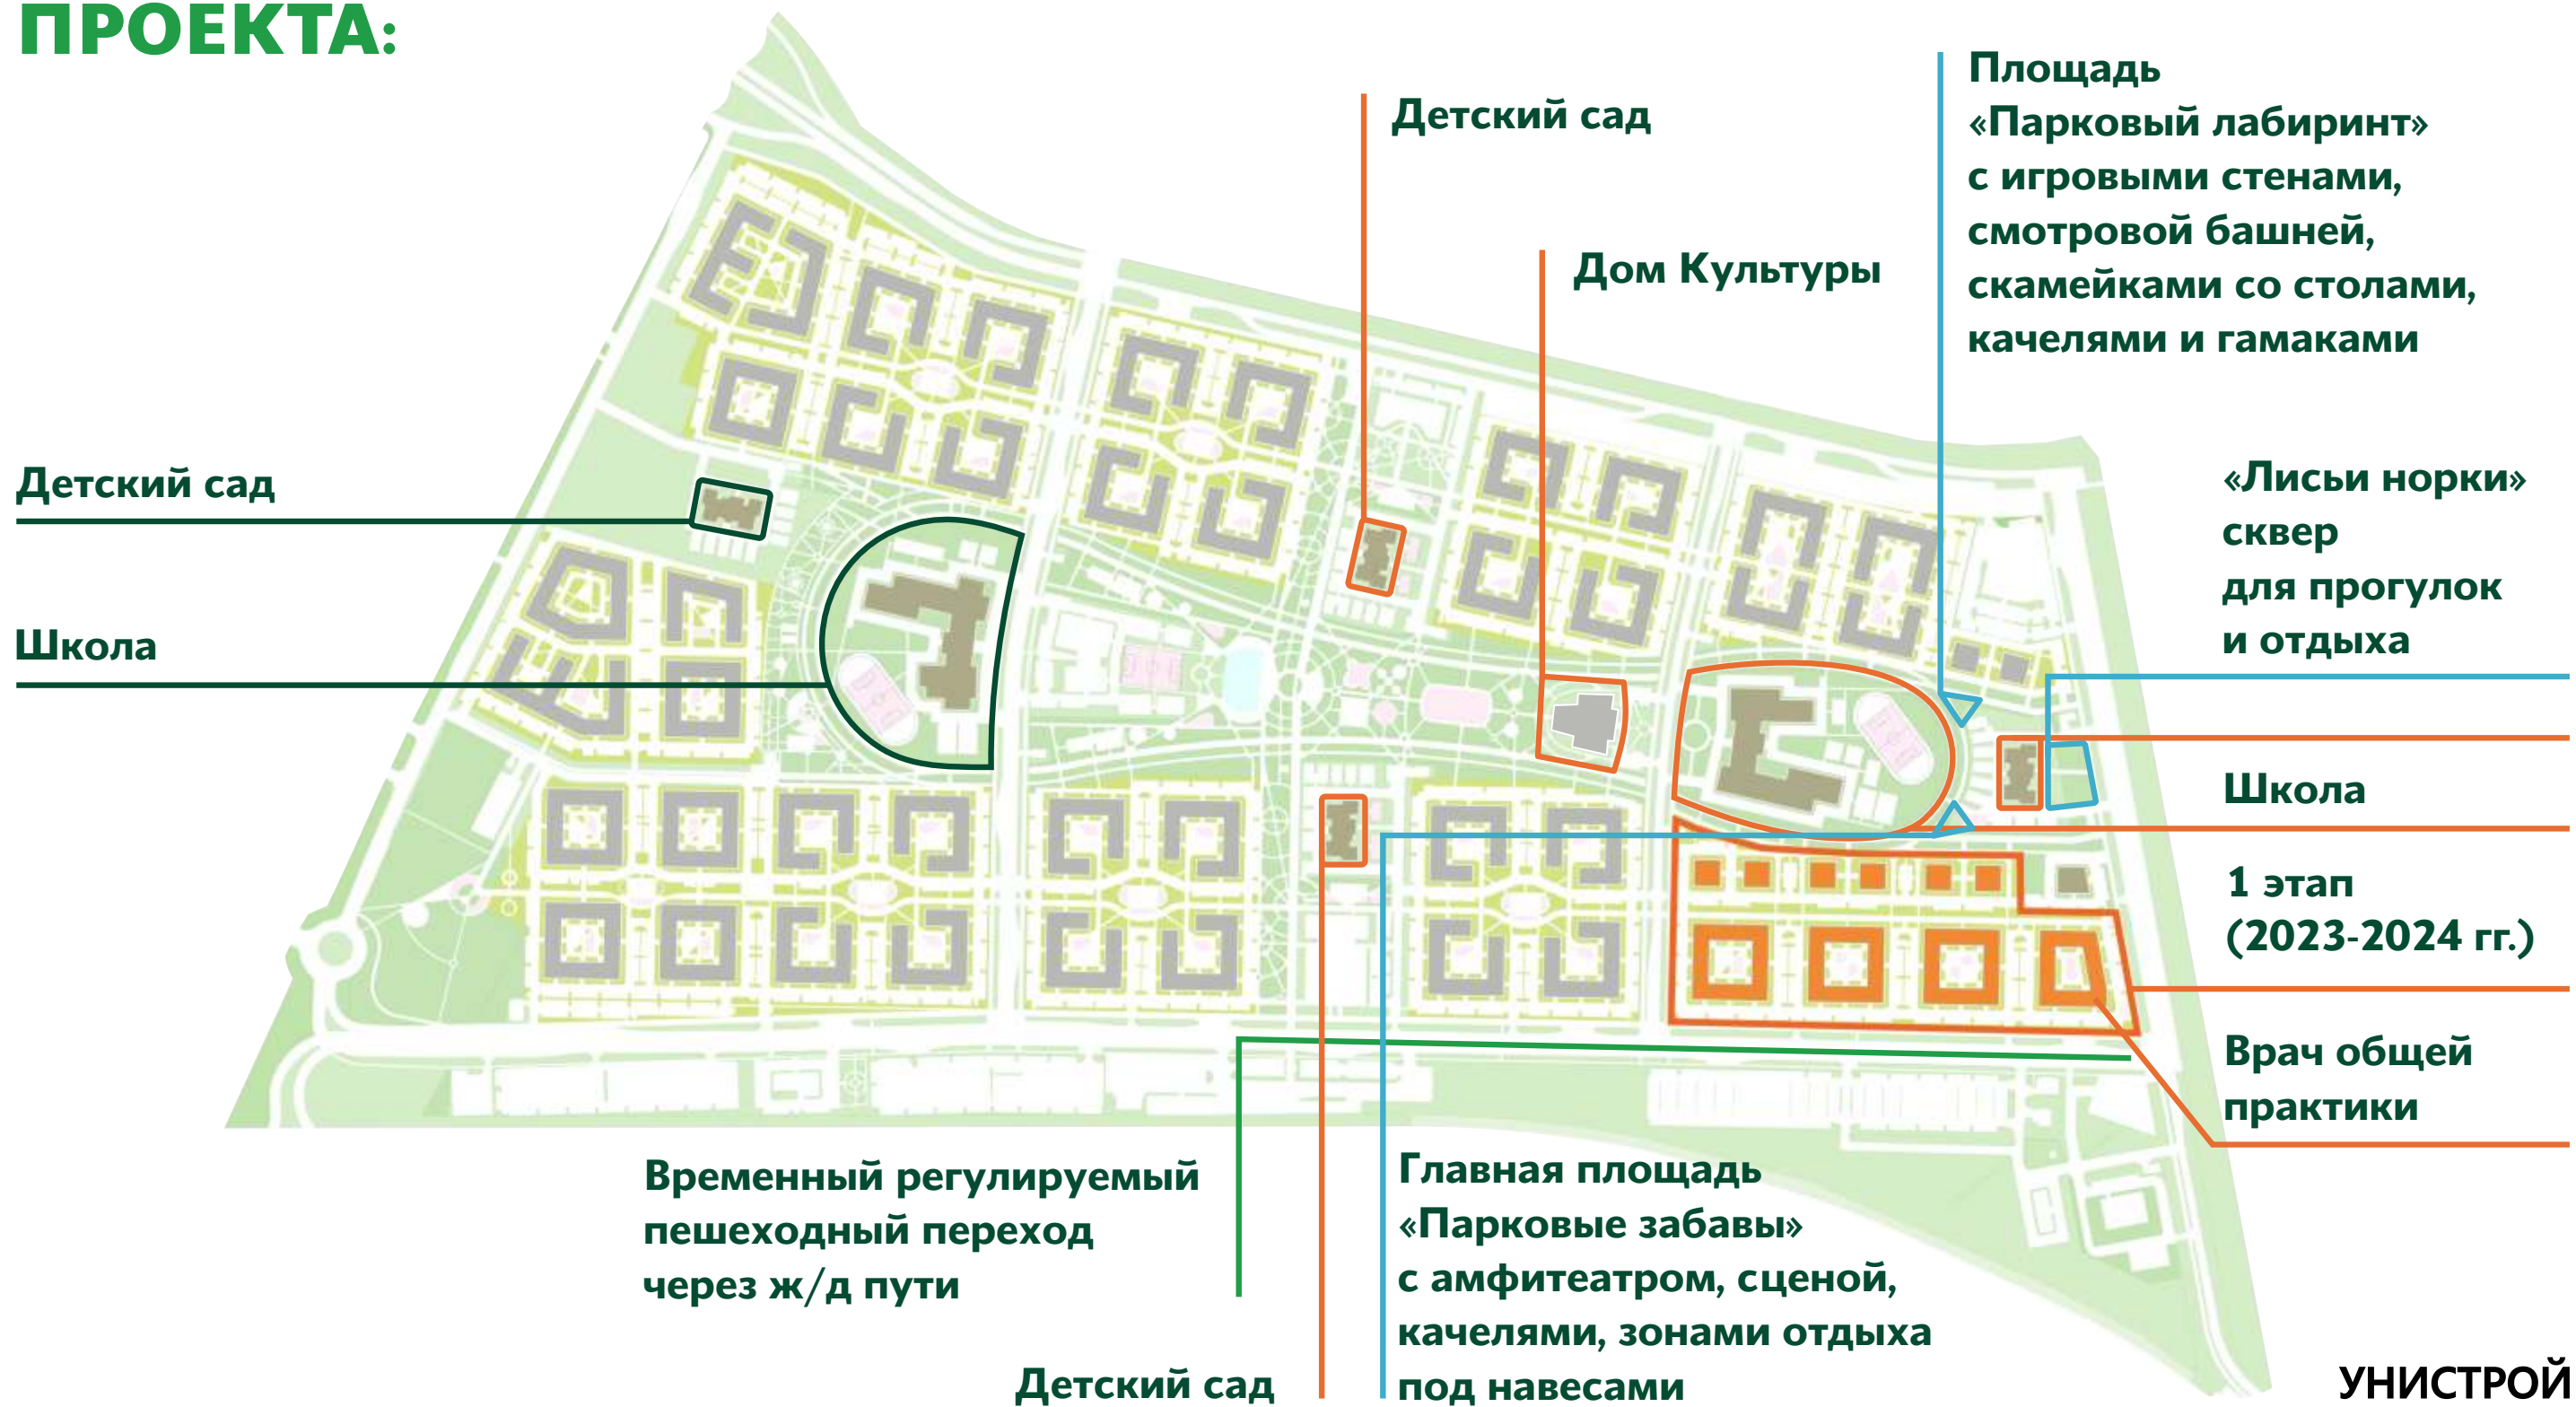 ПРОЕКТА:
Детский сад
Дом Культуры
Площадь
«Парковый лабиринт»
с игровыми стенами,
смотровой башней,
скамейками со столами,
качелями и гамаками
Детский сад
Школа
«Лисьи норки»
сквер
для прогулок
и отдыха
Школа
1 этап
(2023-2024 гг.)
Врач общей
практики
Временный регулируемый
пешеходный переход
через ж/д пути
Детский сад
Главная площадь
«Парковые забавы»
с амфитеатром, сценой,
качелями, зонами отдыха
под навесами
УНИСТРОЙ